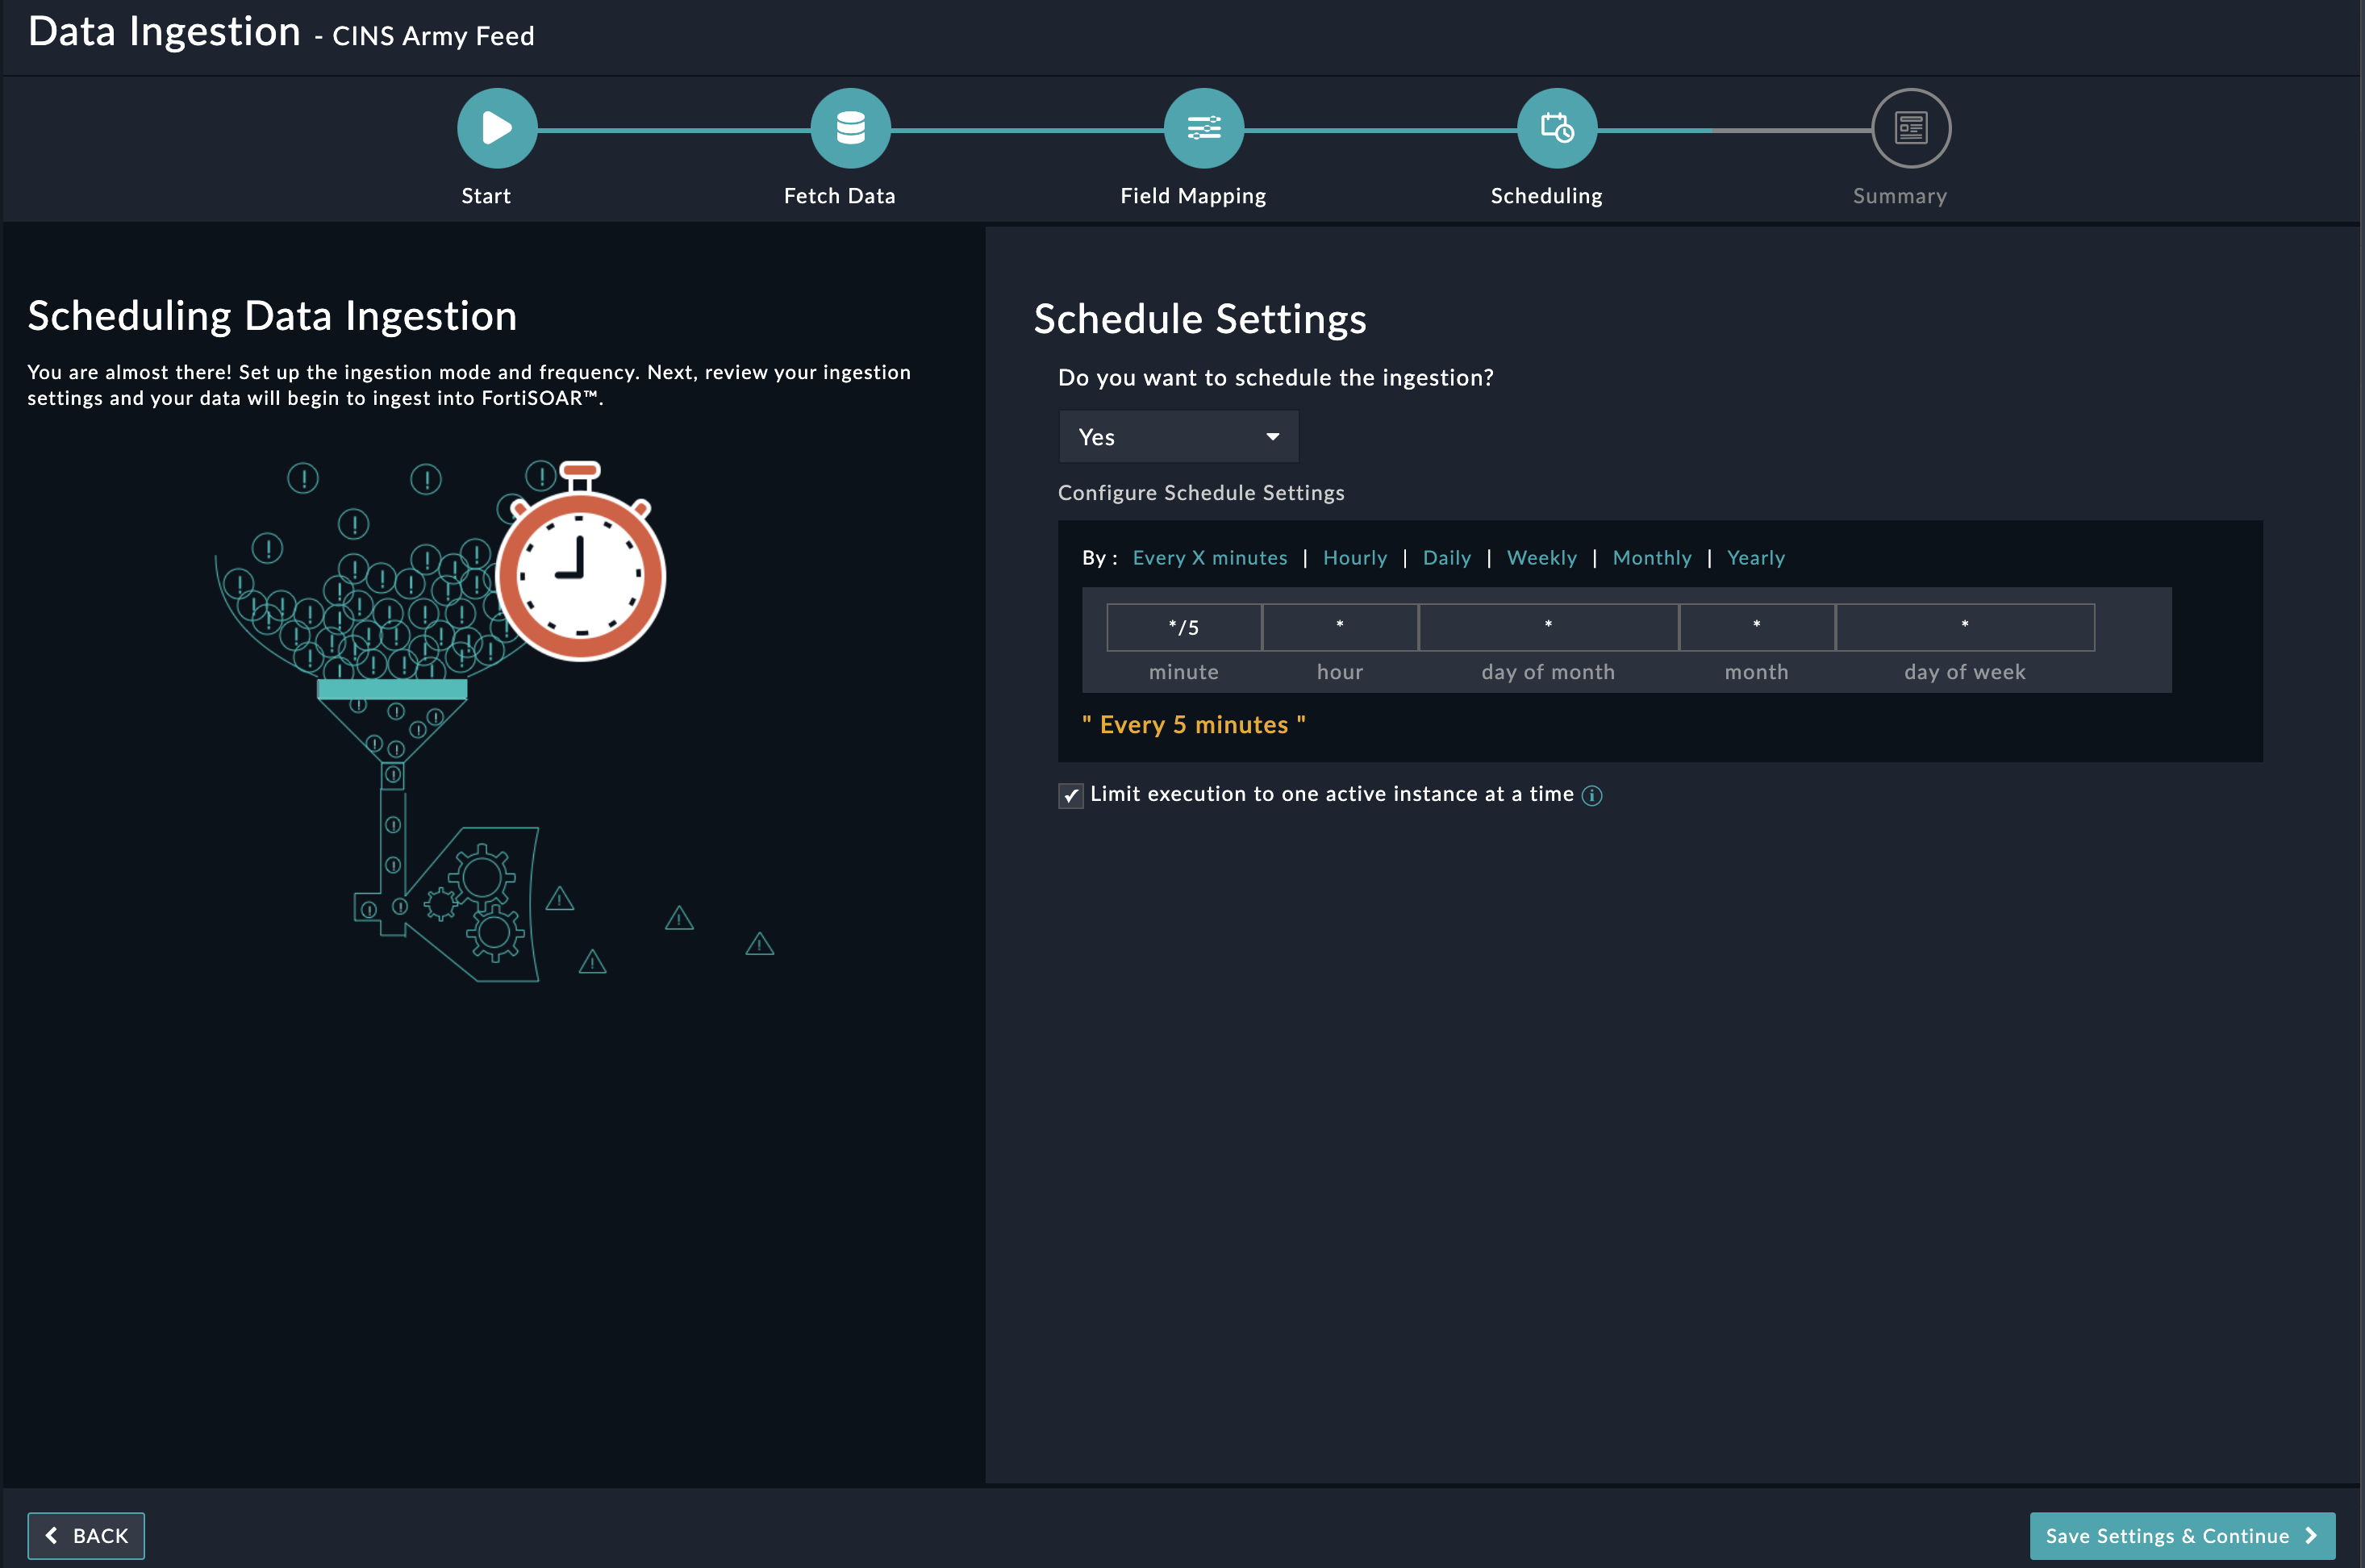 Data Ingestion - CINS Army Feed
Start
Fetch Data
Field Mapping
Scheduling
Summary
Scheduling Data Ingestion
You are almost there! Set up the ingestion mode and frequency. Next, review your ingestion
settings and your data will begin to ingest into FortiSOAR™.
Schedule Settings
Do you want to schedule the ingestion?
Yes
Configure Schedule Settings
By : Every X minutes | Hourly | Daily | Weekly | Monthly | Yearly
*/5 * * * *
minute hour day of month month day of week
" Every 5 minutes "
Limit execution to one active instance at a time
BACK
Save Settings & Continue